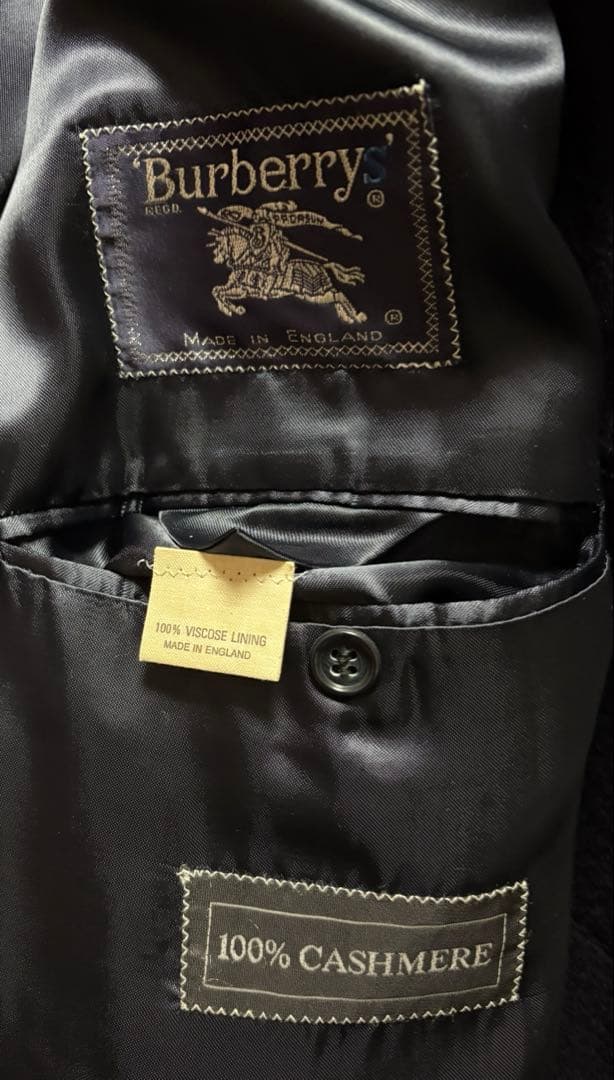 'Burberrys'
REGD.
®
PRORSUM
®
MADE IN ENGLAND
100% VISCOSE LINING
MADE IN ENGLAND
100% CASHMERE